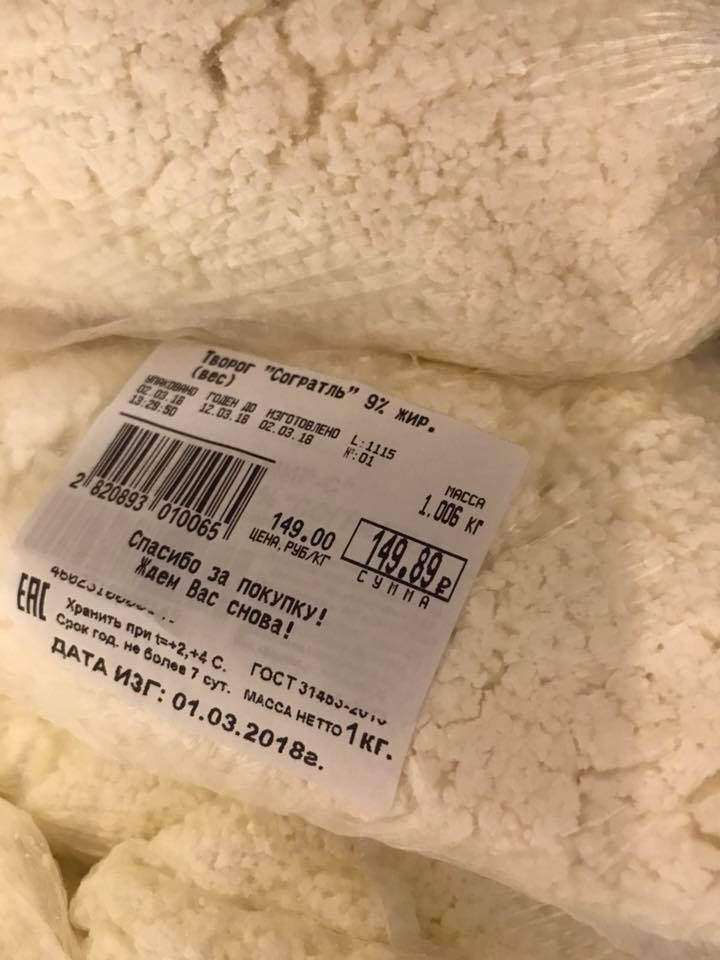 Творог "Согратль" 9% жир.
(вес)
УПАКОВАНО ГОДЕН ДО ИЗГОТОВЛЕНО L:1115
02.03.18 12.03.18 02.03.18 №:01
13:29:50
МАССА
1.006 КГ
2 820893 010065
149.00
ЦЕНА, РУБ/КГ
149.89₽
СУММА
Спасибо за покупку!
Ждем Вас снова!
EAC
Хранить при t=+2,+4 С. ГОСТ
Срок год. не более 7 сут. МАССА НЕТТО 1 КГ.
ДАТА ИЗГ: 01.03.2018г.